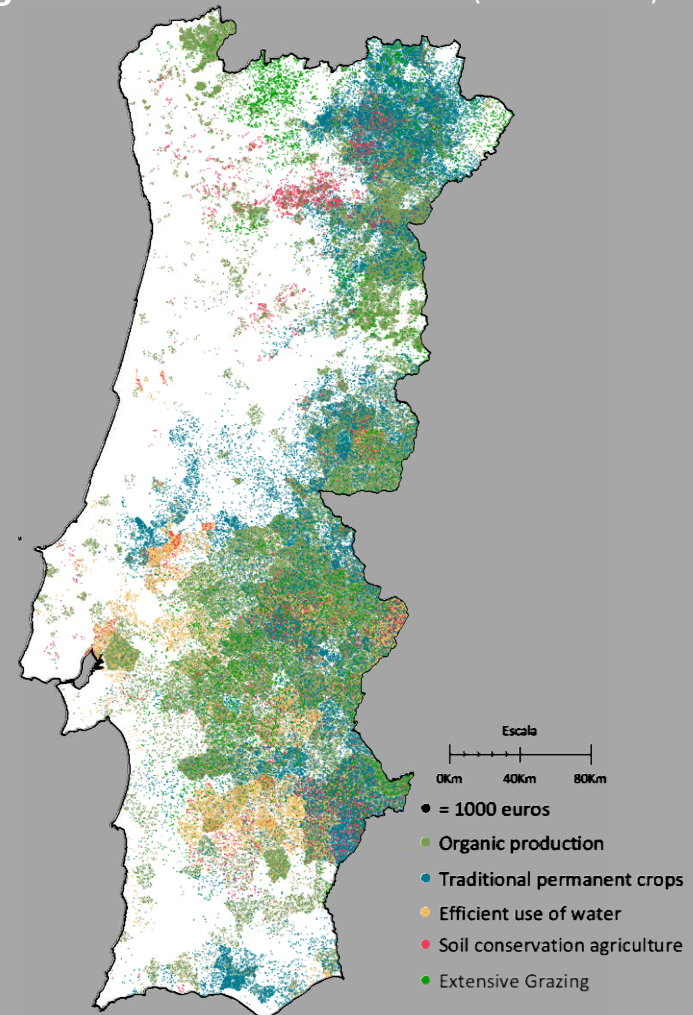 Escala
0Km 40Km 80Km
= 1000 euros
Organic production
Traditional permanent crops
Efficient use of water
Soil conservation agriculture
Extensive Grazing